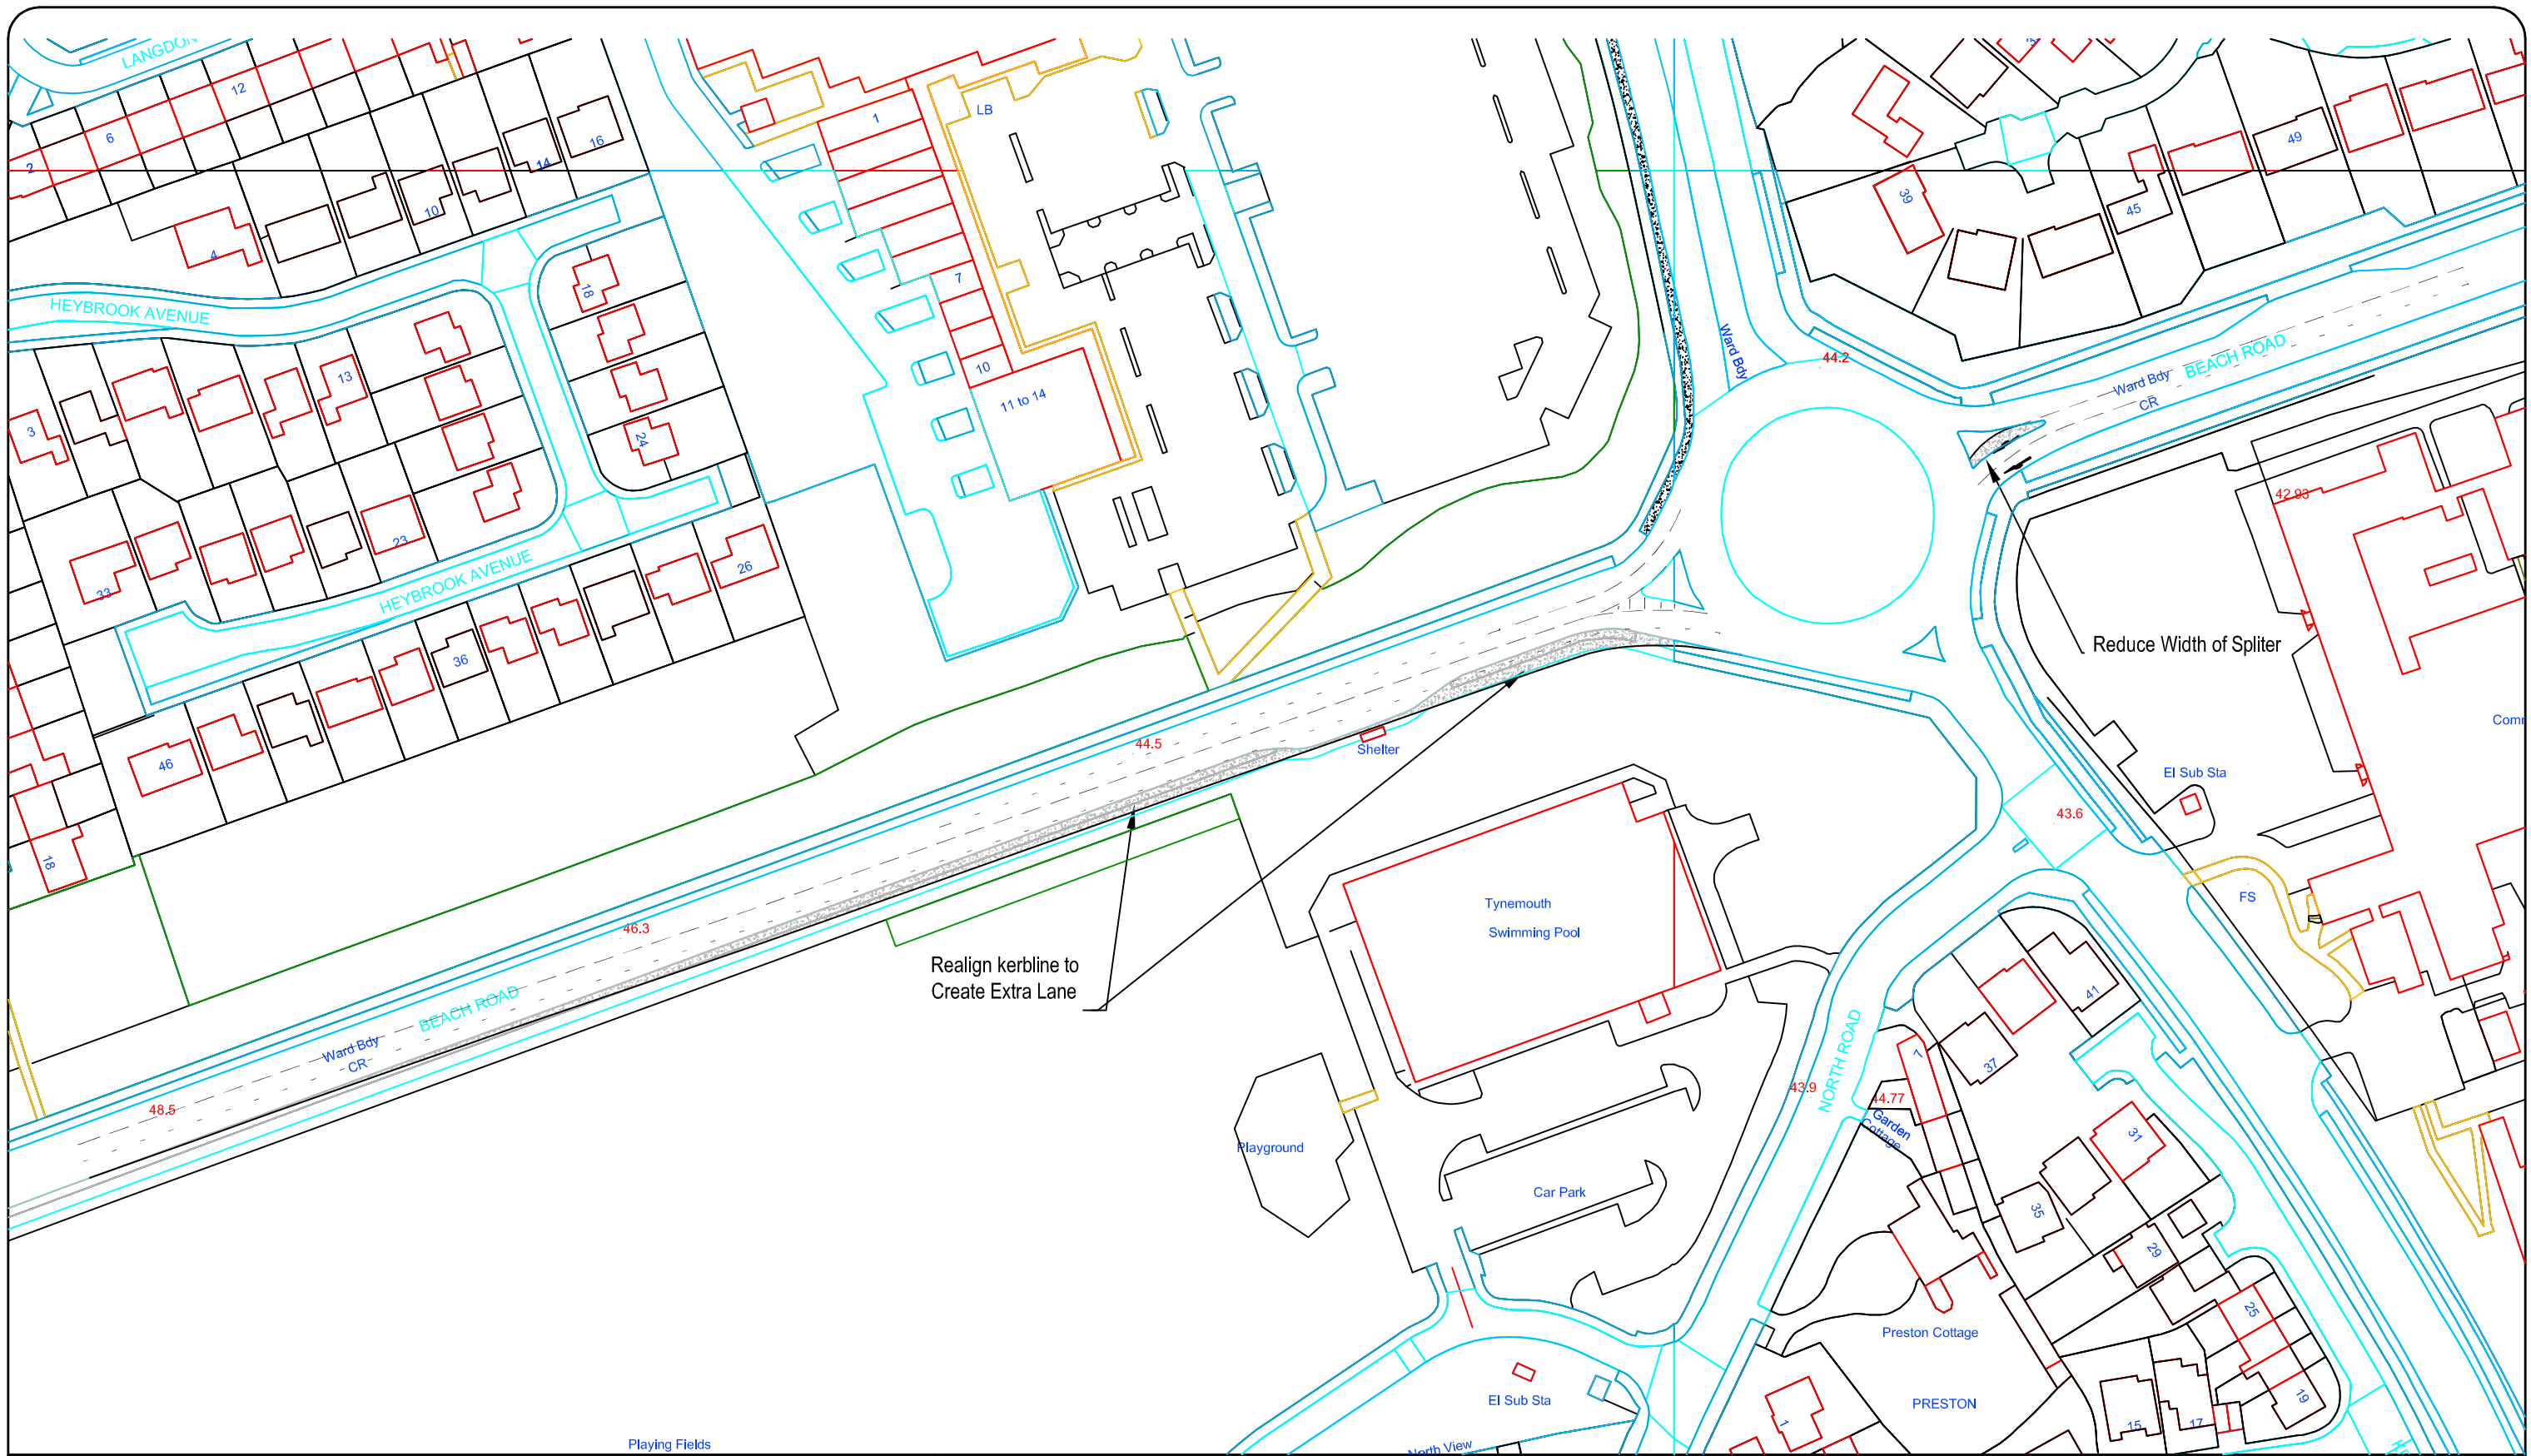 LANGDON
12
6
2
14
16
10
4
LB
1
7
10
11 to 14
HEYBROOK AVENUE
18
24
3
13
23
33
HEYBROOK AVENUE
26
36
46
18
Ward Bdy
44.2
39
45
49
Ward Bdy
CR
BEACH ROAD
42.93
Reduce Width of Spliter
44.5
Shelter
El Sub Sta
43.6
FS
Tynemouth
Swimming Pool
46.3
Realign kerbline to
Create Extra Lane
BEACH ROAD
Ward Bdy
CR
48.5
Playground
Car Park
NORTH ROAD
43.9
44.77
Garden
Cottage
7
37
41
31
35
29
25
19
17
15
Preston Cottage
PRESTON
1
El Sub Sta
North View
Playing Fields